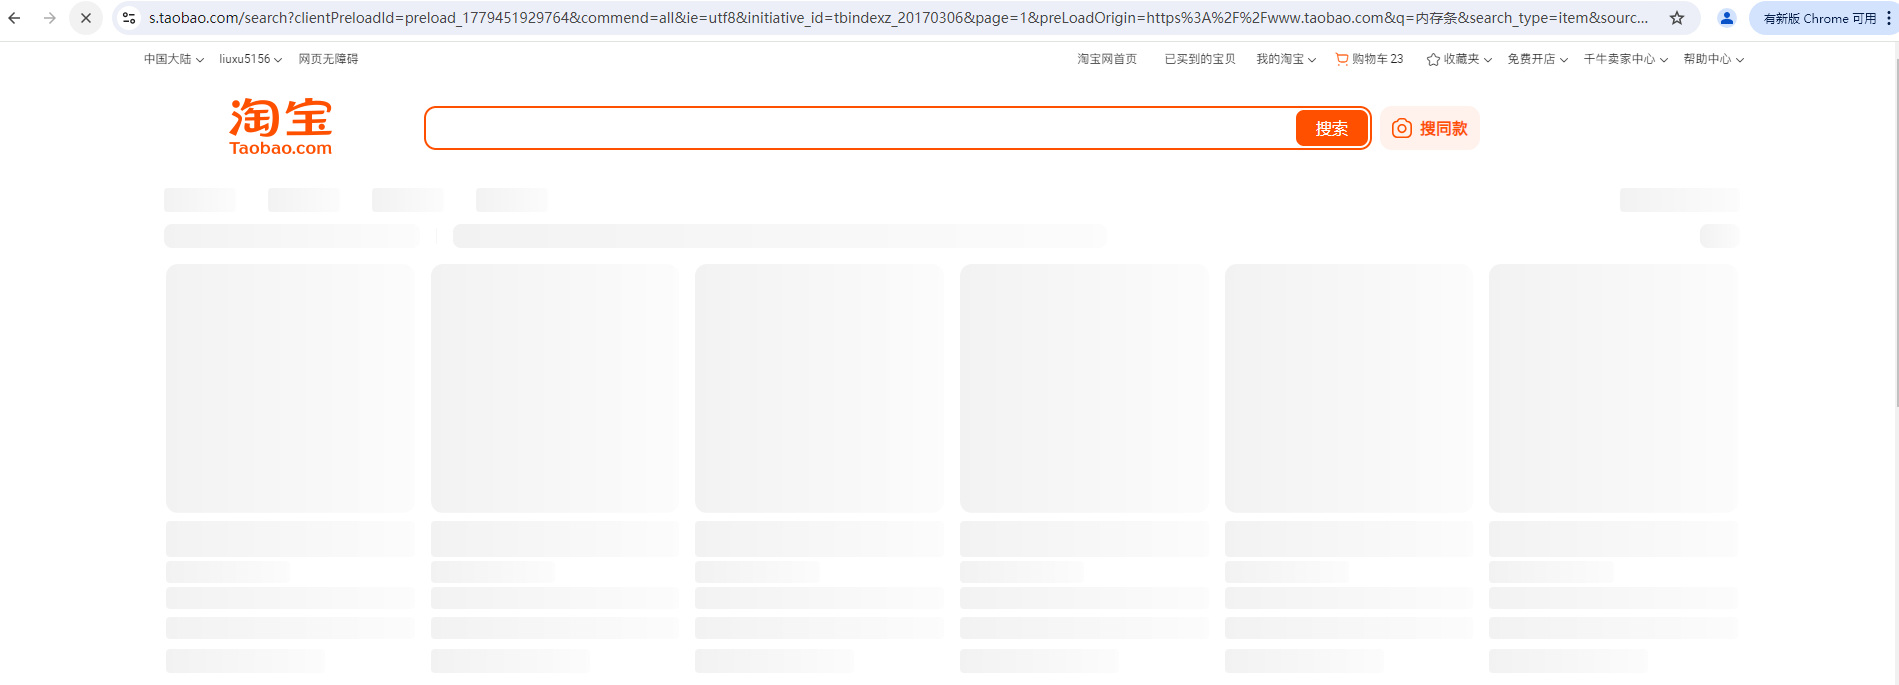 s.taobao.com/search?clientPreloadId=preload_1779451929764&commend=all&ie=utf8&initiative_id=tbindexz_20170306&page=1&preLoadOrigin=https%3A%2F%2Fwww.taobao.com&q=内存条&search_type=item&sourc... 有新版 Chrome 可用
中国大陆 liuxu5156 网页无障碍 淘宝网首页 已买到的宝贝 我的淘宝 购物车 23 收藏夹 免费开店 千牛卖家中心 帮助中心
淘宝
Taobao.com
搜索 搜同款